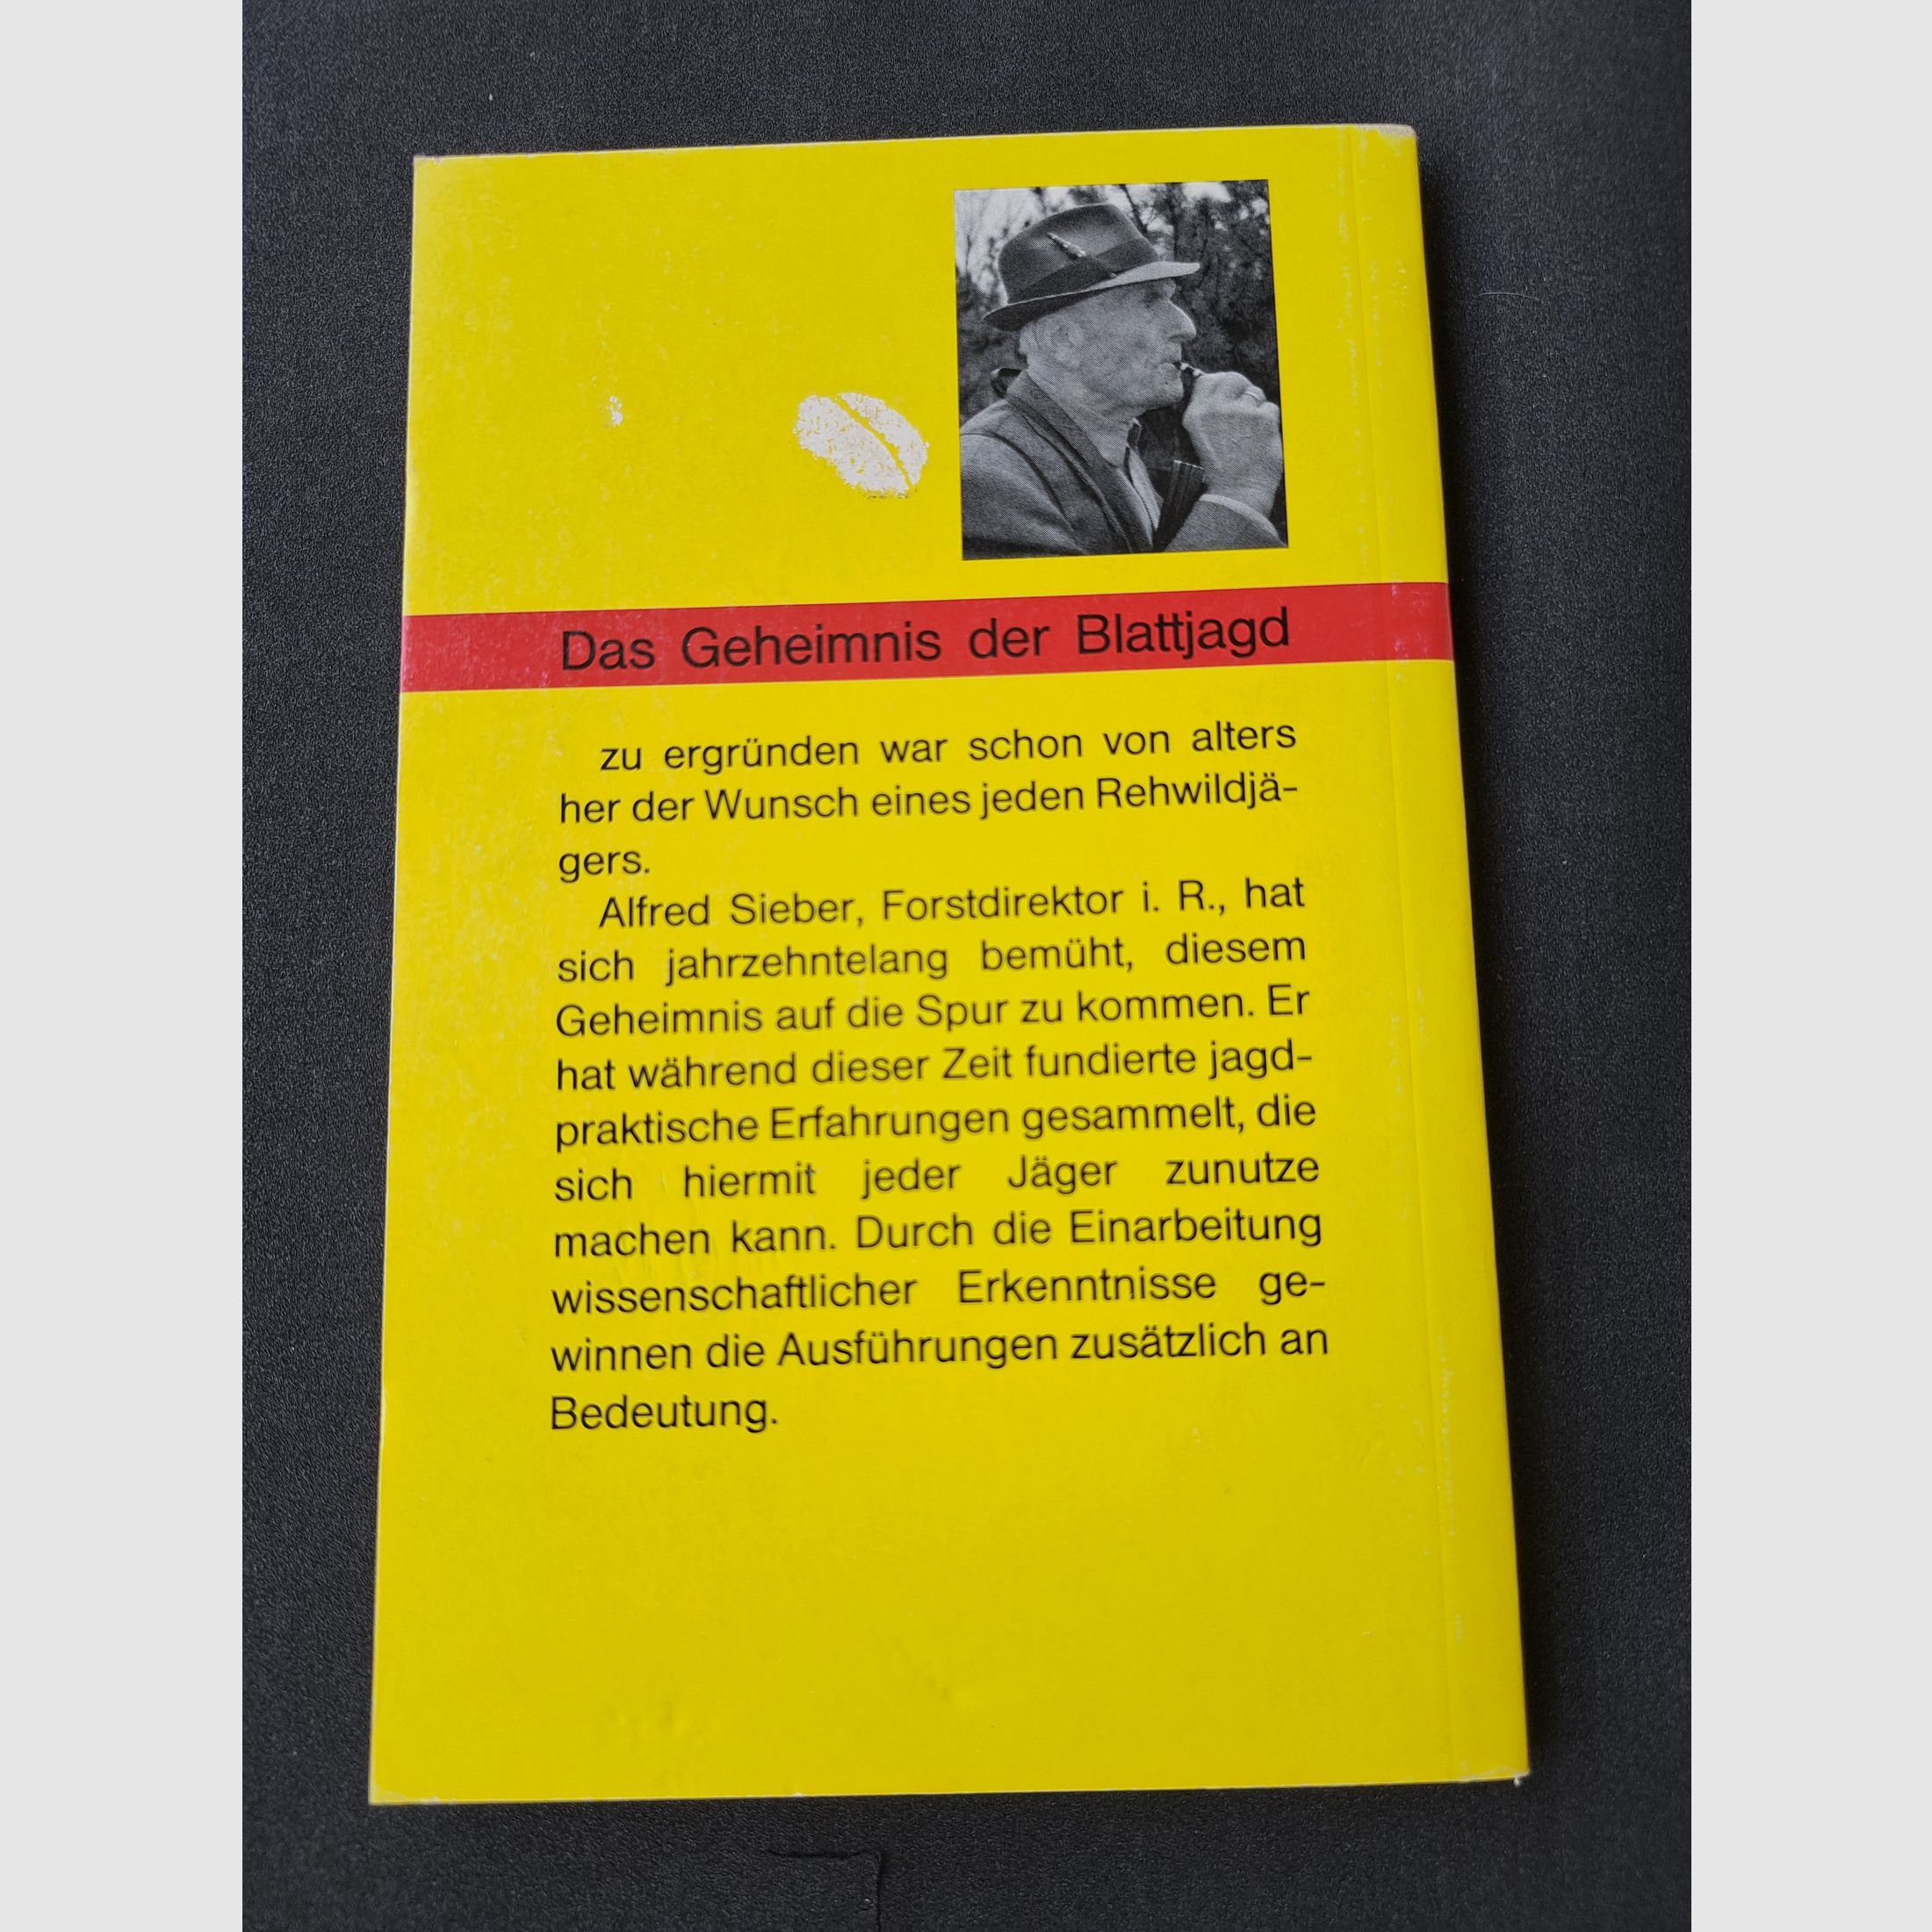 Das Geheimnis der Blattjagd
zu ergründen war schon von alters
her der Wunsch eines jeden Rehwildjä-
gers.
Alfred Sieber, Forstdirektor i. R., hat
sich jahrzehntelang bemüht, diesem
Geheimnis auf die Spur zu kommen. Er
hat während dieser Zeit fundierte jagd-
praktische Erfahrungen gesammelt, die
sich hiermit jeder Jäger zunutze
machen kann. Durch die Einarbeitung
wissenschaftlicher Erkenntnisse ge-
winnen die Ausführungen zusätzlich an
Bedeutung.